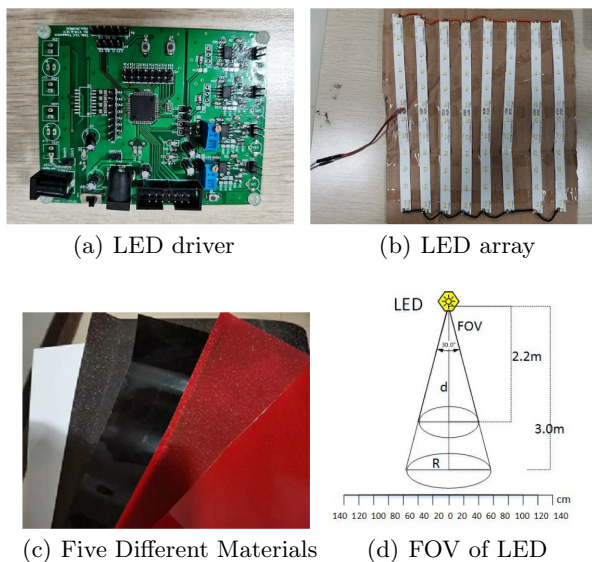 (a) LED driver
(b) LED array
LED
FOV
30.0°
2.2m
d
3.0m
R
cm
140 120 100 80 60 40 20 0 20 40 60 80 100 120 140
(c) Five Different Materials
(d) FOV of LED